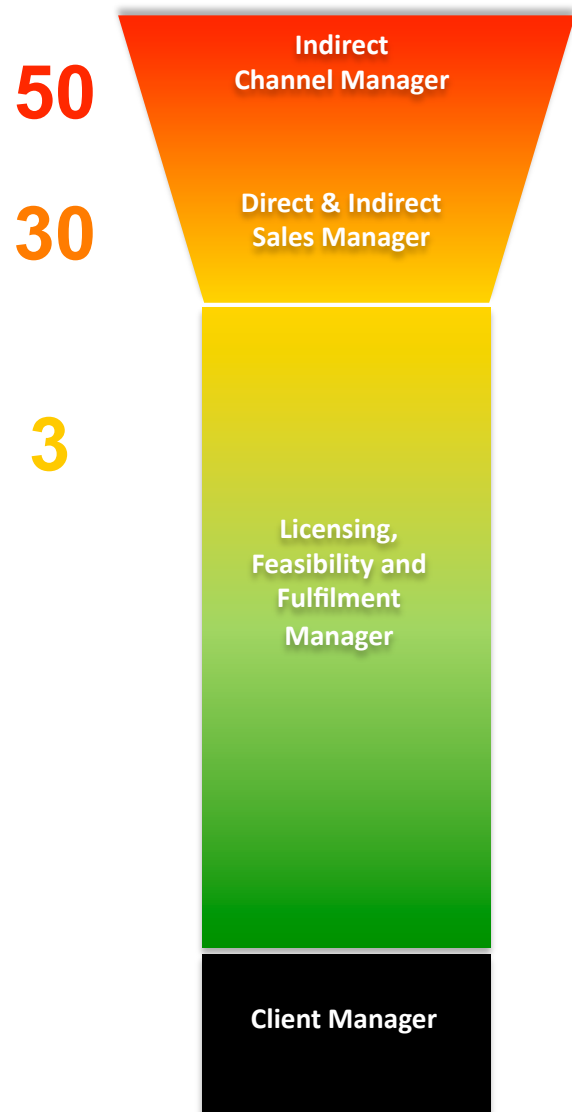 50
Indirect
Channel Manager
30
Direct & Indirect
Sales Manager
3
Licensing,
Feasibility and
Fulfilment
Manager
Client Manager